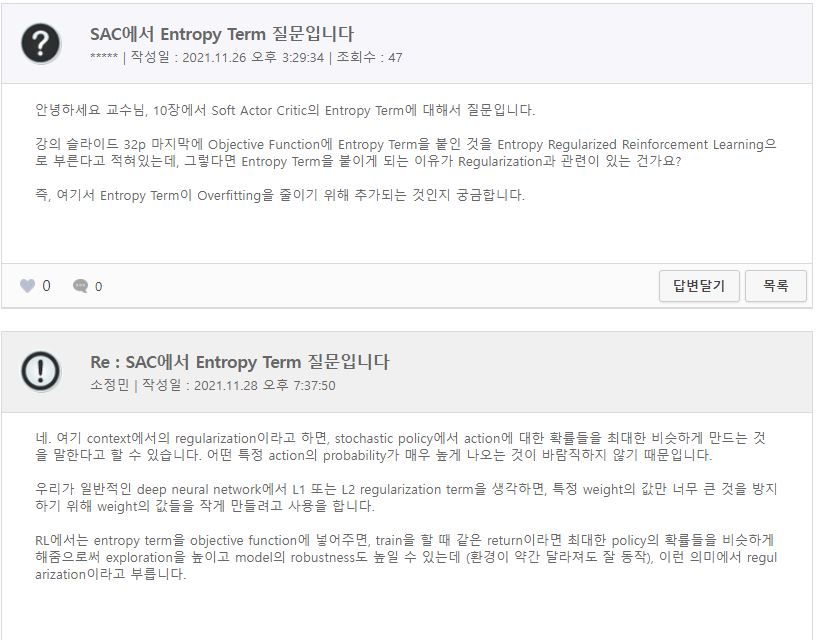 SAC에서 Entropy Term 질문입니다
***** | 작성일 : 2021.11.26 오후 3:29:34 | 조회수 : 47
안녕하세요 교수님, 10장에서 Soft Actor Critic의 Entropy Term에 대해서 질문입니다.
강의 슬라이드 32p 마지막에 Objective Function에 Entropy Term을 붙인 것을 Entropy Regularized Reinforcement Learning으
로 부른다고 적혀있는데, 그렇다면 Entropy Term을 붙이게 되는 이유가 Regularization과 관련이 있는 건가요?
즉, 여기서 Entropy Term이 Overfitting을 줄이기 위해 추가되는 것인지 궁금합니다.
0 0 답변달기 목록
Re : SAC에서 Entropy Term 질문입니다
소정민 | 작성일 : 2021.11.28 오후 7:37:50
네. 여기 context에서의 regularization이라고 하면, stochastic policy에서 action에 대한 확률들을 최대한 비슷하게 만드는 것
을 말한다고 할 수 있습니다. 어떤 특정 action의 probability가 매우 높게 나오는 것이 바람직하지 않기 때문입니다.
우리가 일반적인 deep neural network에서 L1 또는 L2 regularization term을 생각하면, 특정 weight의 값만 너무 큰 것을 방지
하기 위해 weight의 값들을 작게 만들려고 사용을 합니다.
RL에서는 entropy term을 objective function에 넣어주면, train을 할 때 같은 return이라면 최대한 policy의 확률들을 비슷하게
해줌으로써 exploration을 높이고 model의 robustness도 높일 수 있는데 (환경이 약간 달라져도 잘 동작), 이런 의미에서 regul
arization이라고 부릅니다.